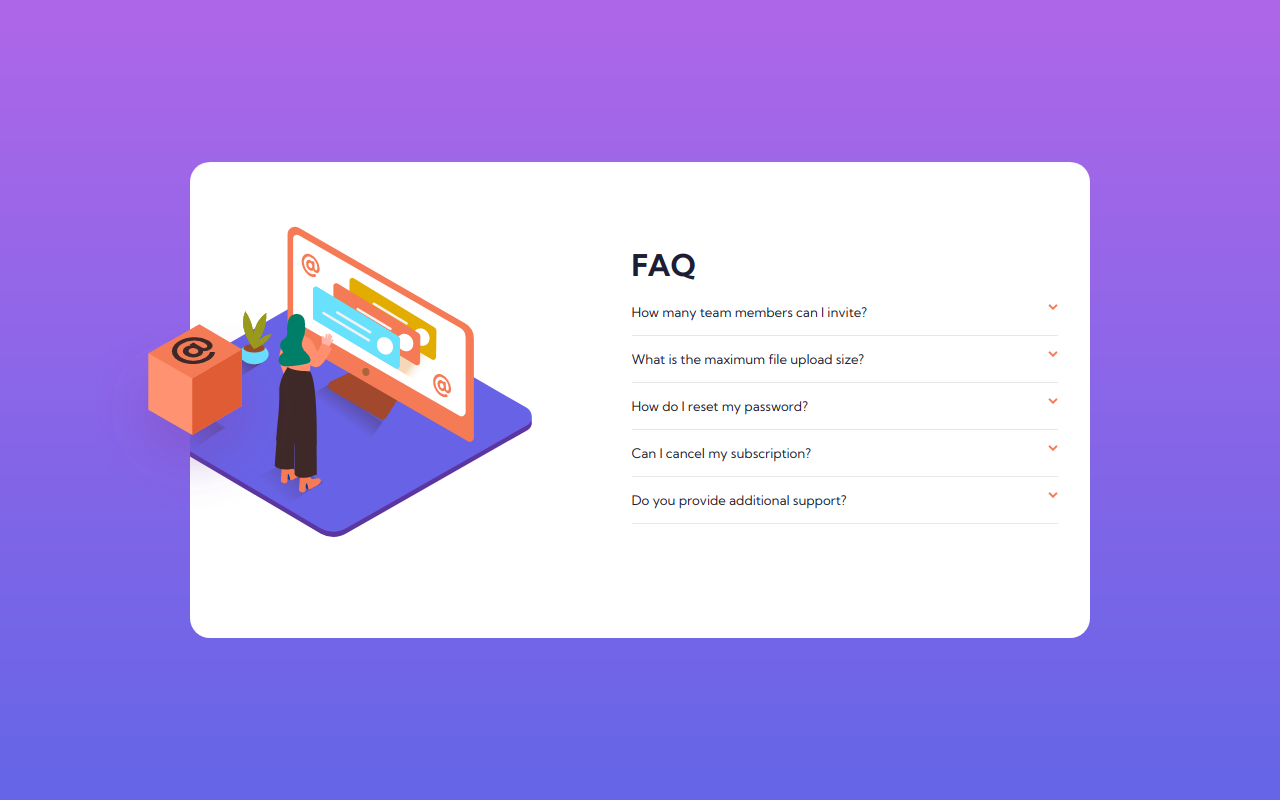 @
@
@
FAQ
How many team members can I invite?
What is the maximum file upload size?
How do I reset my password?
Can I cancel my subscription?
Do you provide additional support?